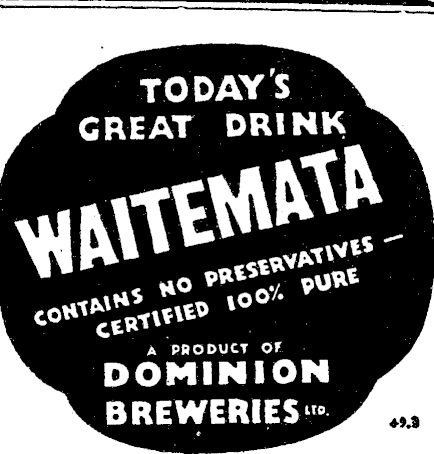 TODAY'S
GREAT DRINK
WAITEMATA
CONTAINS NO PRESERVATIVES —
CERTIFIED 100% PURE
A PRODUCT OF
DOMINION
BREWERIES LTD.
49.3